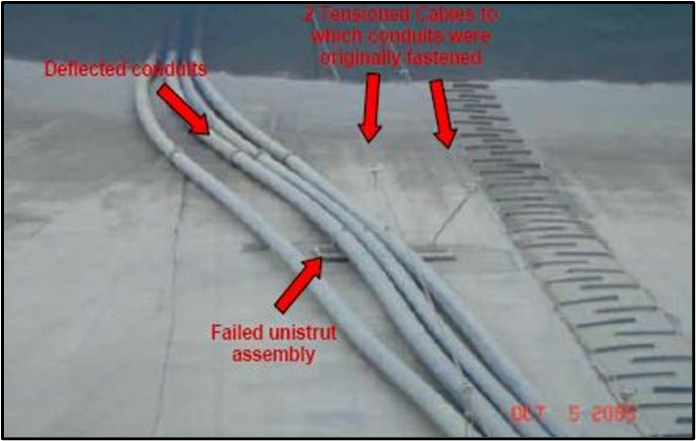 2 Tensioned Cables to
which conduits were
originally fastened
Deflected conduits
Failed unistrut
assembly
OCT 5